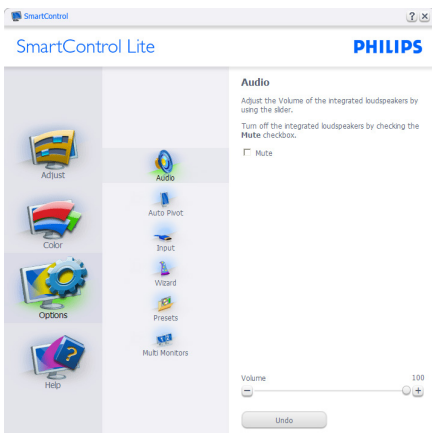 SmartControl
? x
SmartControl Lite
PHILIPS
Adjust
Color
Options
Help
Audio
Auto Pivot
Input
Wizard
Presets
Multi Monitors
Audio
Adjust the Volume of the integrated loudspeakers by
using the slider.
Turn off the integrated loudspeakers by checking the
Mute checkbox.
Mute
Volume 100
Undo